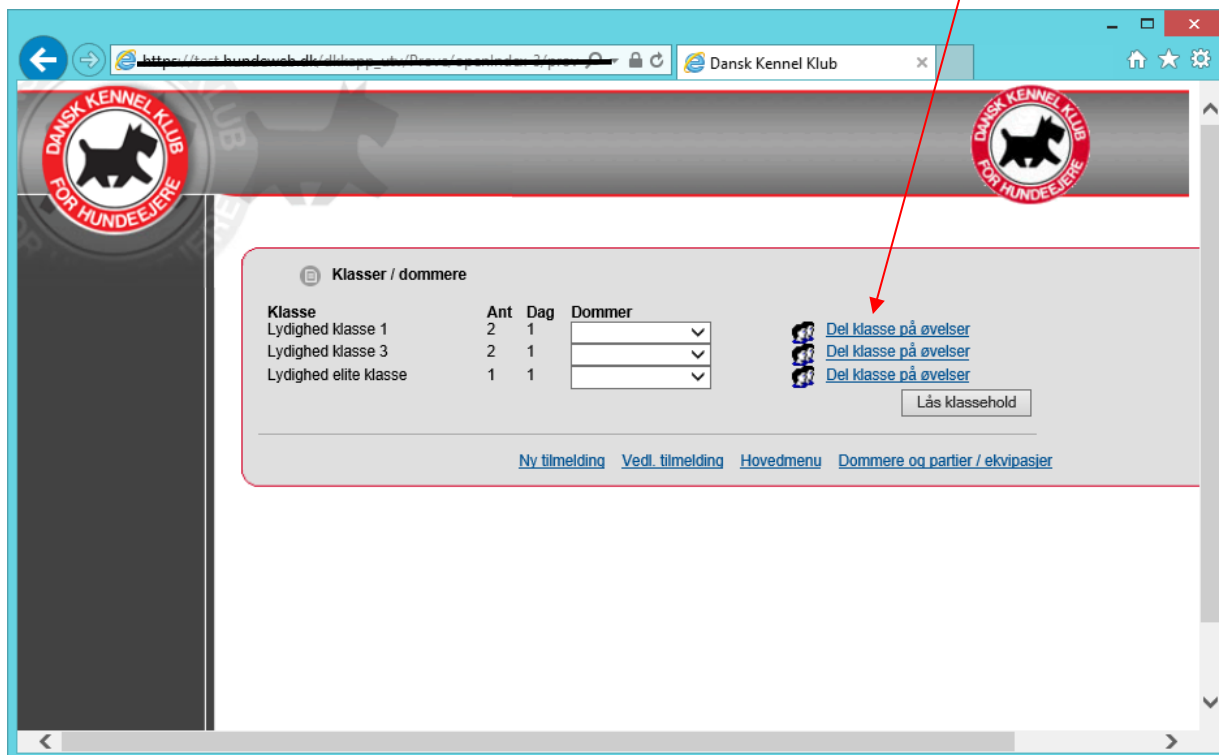 Dansk Kennel Klub
DANSK KENNEL KLUB
FOR HUNDEEJERE
DANSK KENNEL KLUB
FOR HUNDEEJERE
Klasser / dommere
Klasse Ant Dag Dommer
Lydighed klasse 1 2 1 Del klasse på øvelser
Lydighed klasse 3 2 1 Del klasse på øvelser
Lydighed elite klasse 1 1 Del klasse på øvelser
Lås klassehold
Ny tilmelding Vedl. tilmelding Hovedmenu Dommere og partier / ekvipasjer